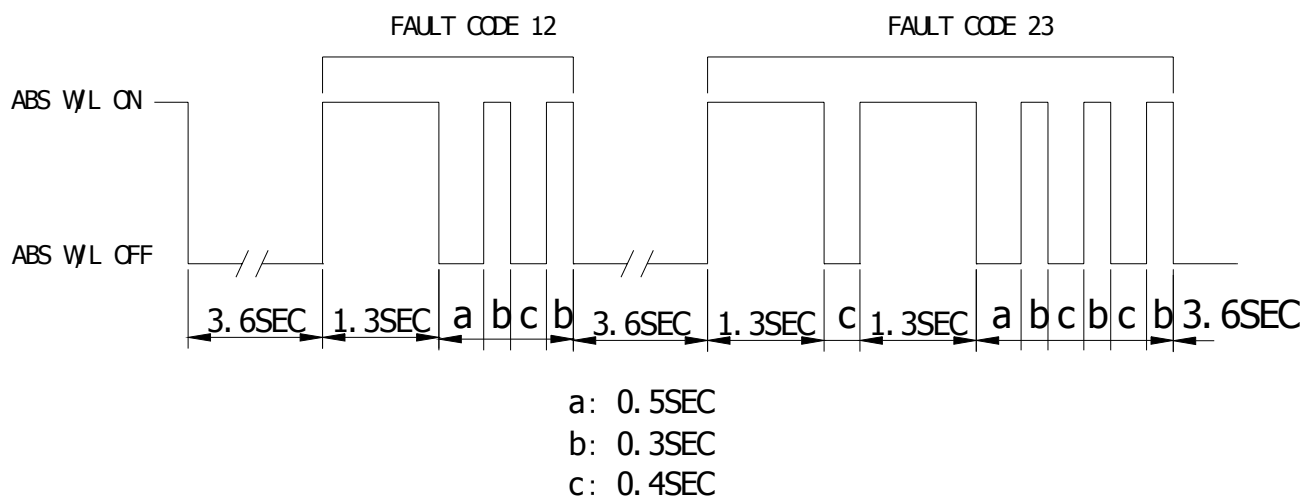 FAULT CODE 12
FAULT CODE 23
ABS W/L ON
ABS W/L OFF
3.6SEC 1.3SEC a b c b 3.6SEC 1.3SEC c 1.3SEC a b c b c b 3.6SEC
a: 0.5SEC
b: 0.3SEC
c: 0.4SEC